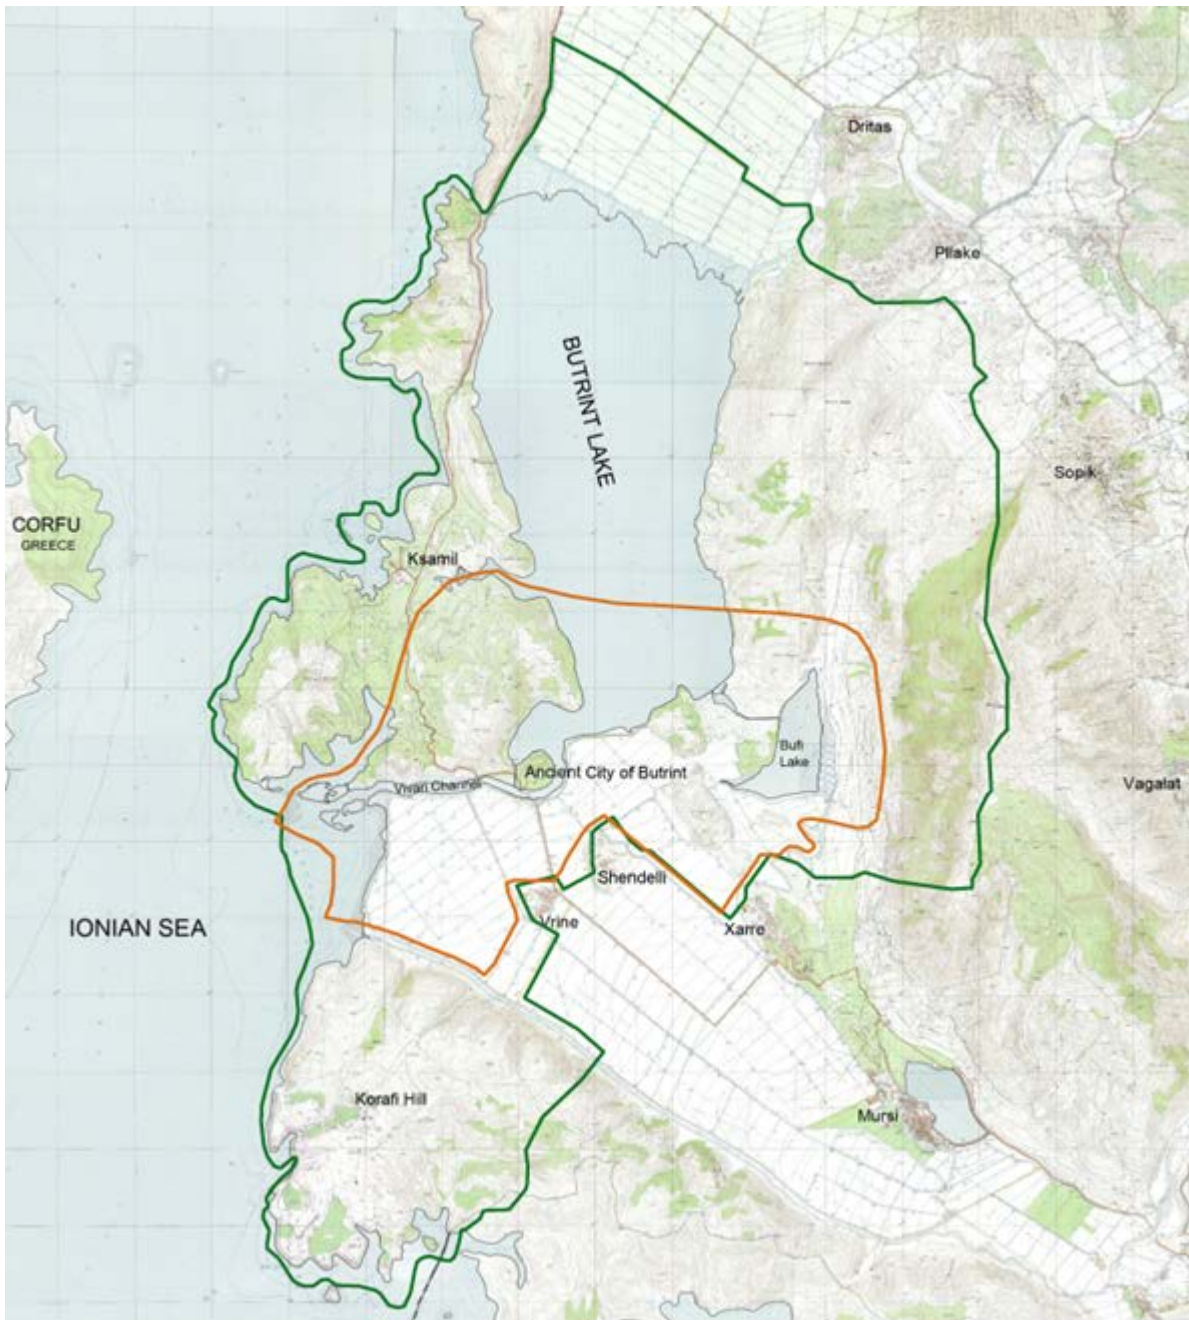 Dritas
Pllake
BUTRINT LAKE
Sopik
CORFU
GREECE
Ksamil
Bufi
Lake
Ancient City of Butrint
Vivari Channel
Vagalat
Shendelli
Vrine
Xarre
IONIAN SEA
Korafi Hill
Mursi